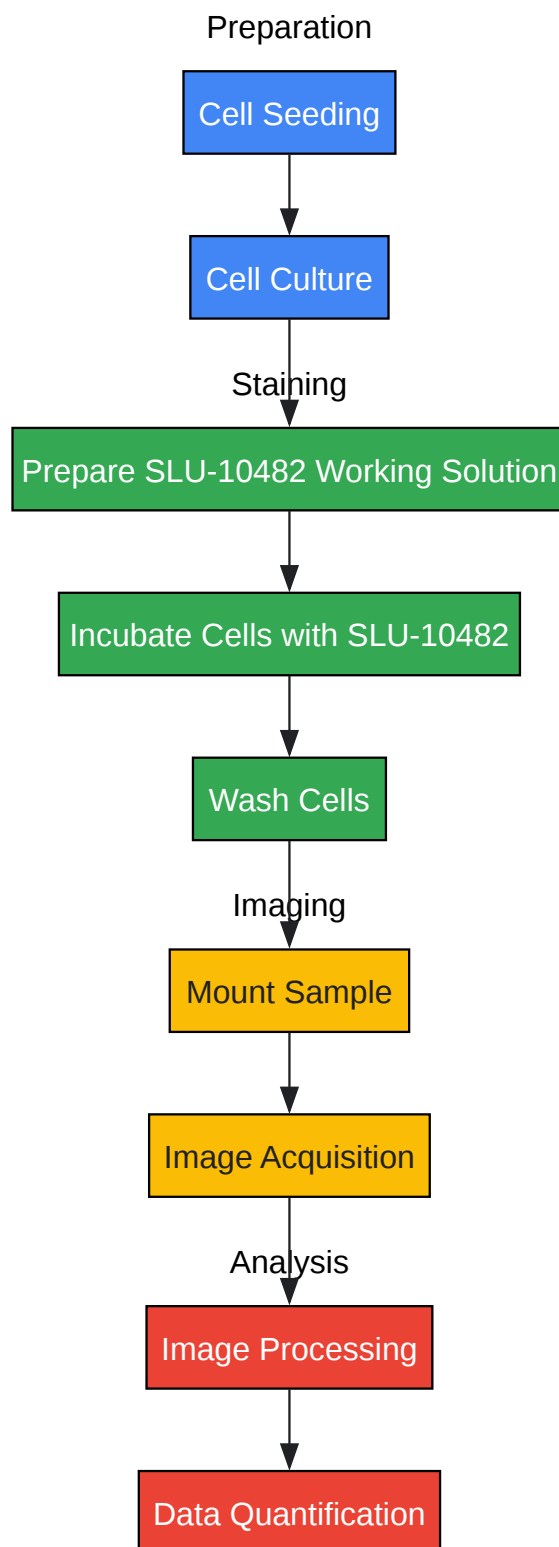 Preparation
Cell Seeding
Cell Culture
Staining
Prepare SLU-10482 Working Solution
Incubate Cells with SLU-10482
Wash Cells
Imaging
Mount Sample
Image Acquisition
Analysis
Image Processing
Data Quantification